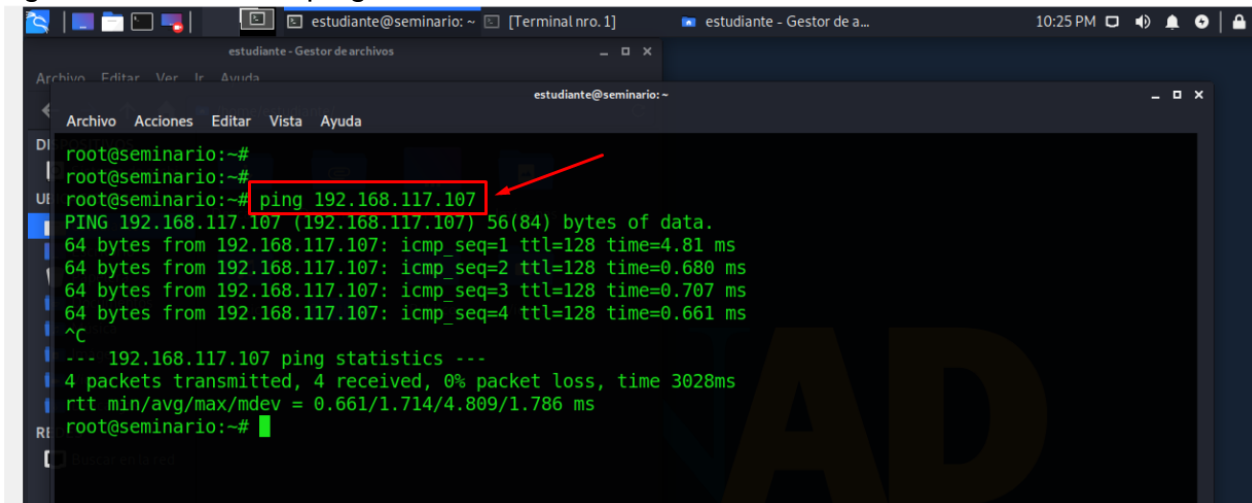 estudiante@seminario: ~ [Terminal nro. 1] estudiante - Gestor de a... 10:25 PM
estudiante - Gestor de archivos
Archivo Editar Ver Ir Ayuda
estudiante@seminario: ~
Archivo Acciones Editar Vista Ayuda
root@seminario:~#
root@seminario:~#
root@seminario:~# ping 192.168.117.107
PING 192.168.117.107 (192.168.117.107) 56(84) bytes of data.
64 bytes from 192.168.117.107: icmp_seq=1 ttl=128 time=4.81 ms
64 bytes from 192.168.117.107: icmp_seq=2 ttl=128 time=0.680 ms
64 bytes from 192.168.117.107: icmp_seq=3 ttl=128 time=0.707 ms
64 bytes from 192.168.117.107: icmp_seq=4 ttl=128 time=0.661 ms
^C
--- 192.168.117.107 ping statistics ---
4 packets transmitted, 4 received, 0% packet loss, time 3028ms
rtt min/avg/max/mdev = 0.661/1.714/4.809/1.786 ms
root@seminario:~#
AD